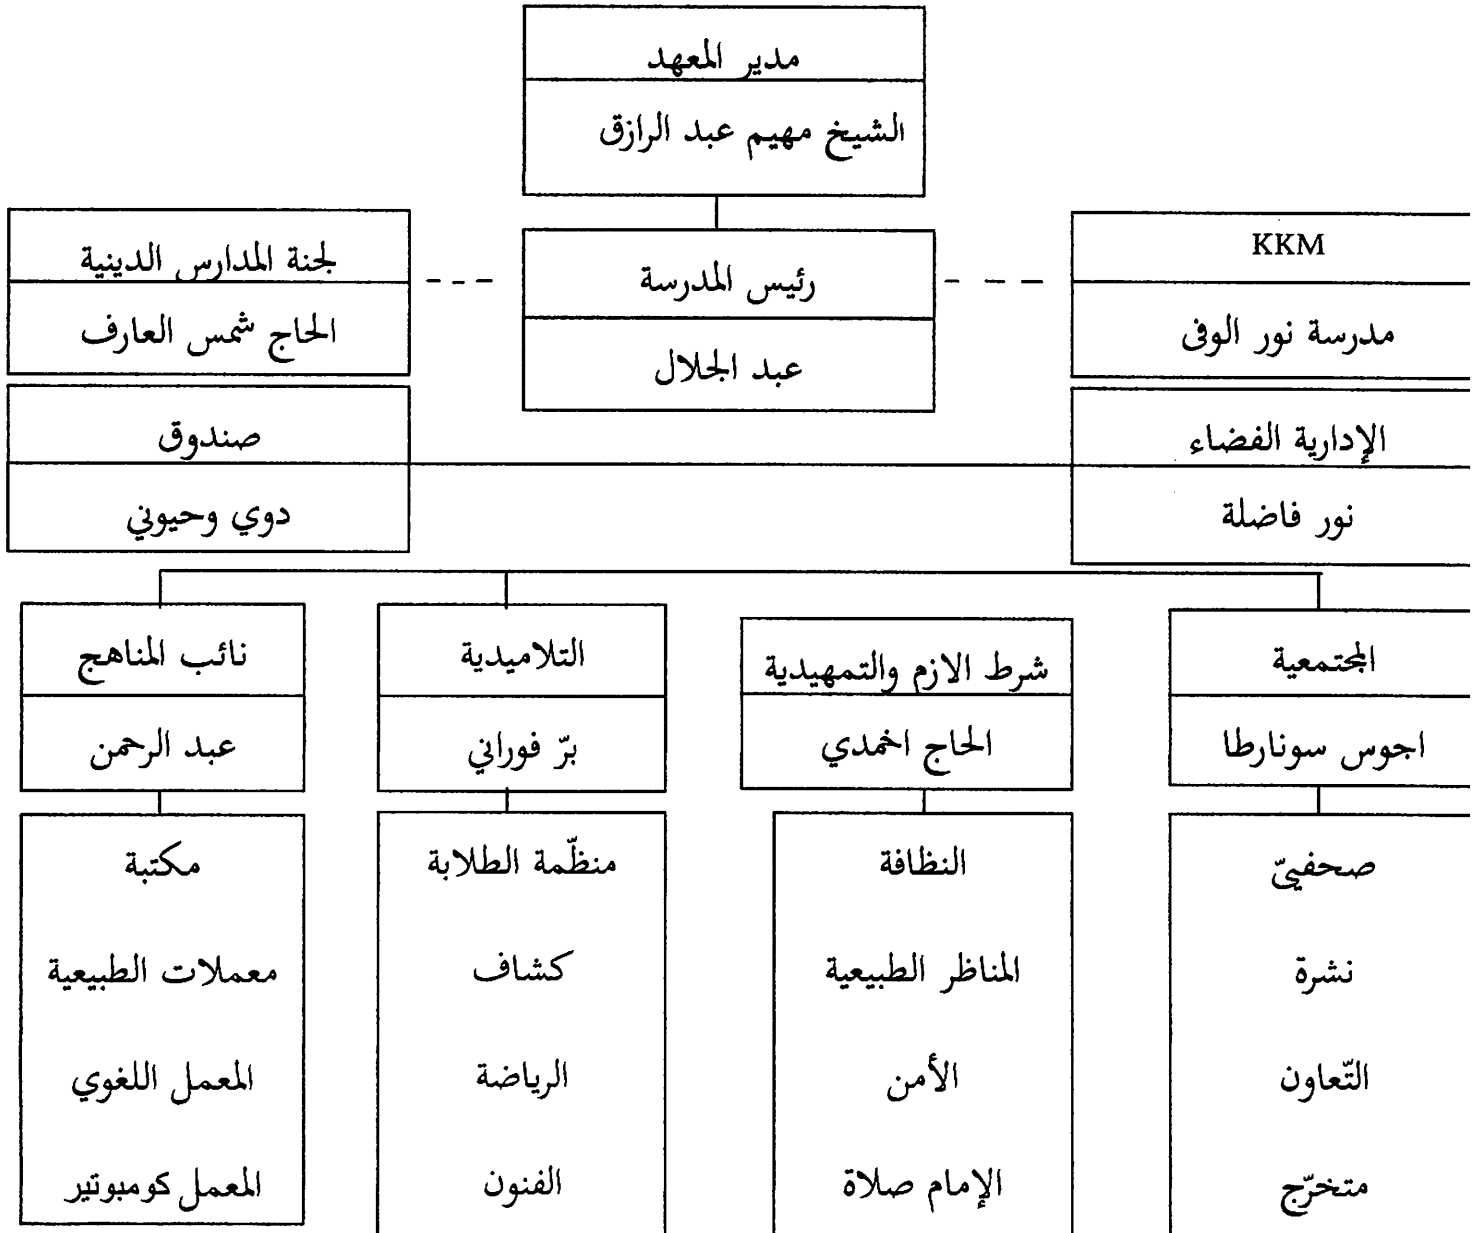 مدير المعهد
الشيخ مهيم عبد الرازق
KKM
مدرسة نور الوفى
رئيس المدرسة
عبد الجلال
لجنة المدارس الدينية
الحاج شمس العارف
الإدارية الفضاء
نور فاضلة
صندوق
دوي وحيوني
المجتمعية
اجوس سونارطا
شرط الازم والتمهيدية
الحاج احمدي
التلاميدية
برّ فوراني
نائب المناهج
عبد الرحمن
صحفيّ
نشرة
التّعاون
متخرّج
النظافة
المناظر الطبيعية
الأمن
الإمام صلاة
منظّمة الطلابة
كشاف
الرياضة
الفنون
مكتبة
معملات الطبيعية
المعمل اللغوي
المعمل كومبوتير